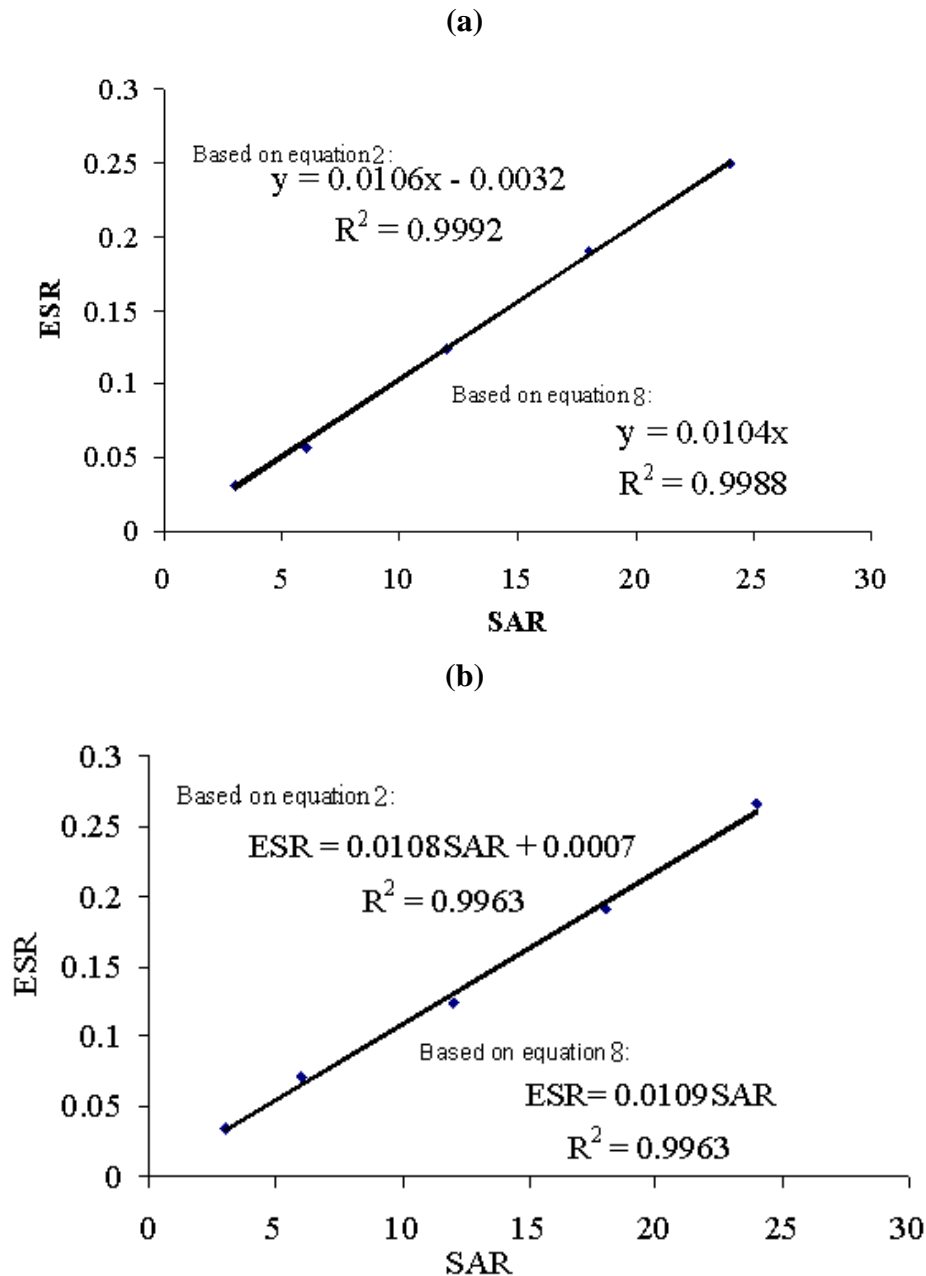 (a)
0.3
0.25
0.2
0.15
0.1
0.05
0
ESR
Based on equation 2:
y = 0.0106x - 0.0032
R² = 0.9992
Based on equation 8:
y = 0.0104x
R² = 0.9988
0 5 10 15 20 25 30
SAR
(b)
0.3
0.25
0.2
0.15
0.1
0.05
0
ESR
Based on equation 2:
ESR = 0.0108SAR + 0.0007
R² = 0.9963
Based on equation 8:
ESR= 0.0109SAR
R² = 0.9963
0 5 10 15 20 25 30
SAR